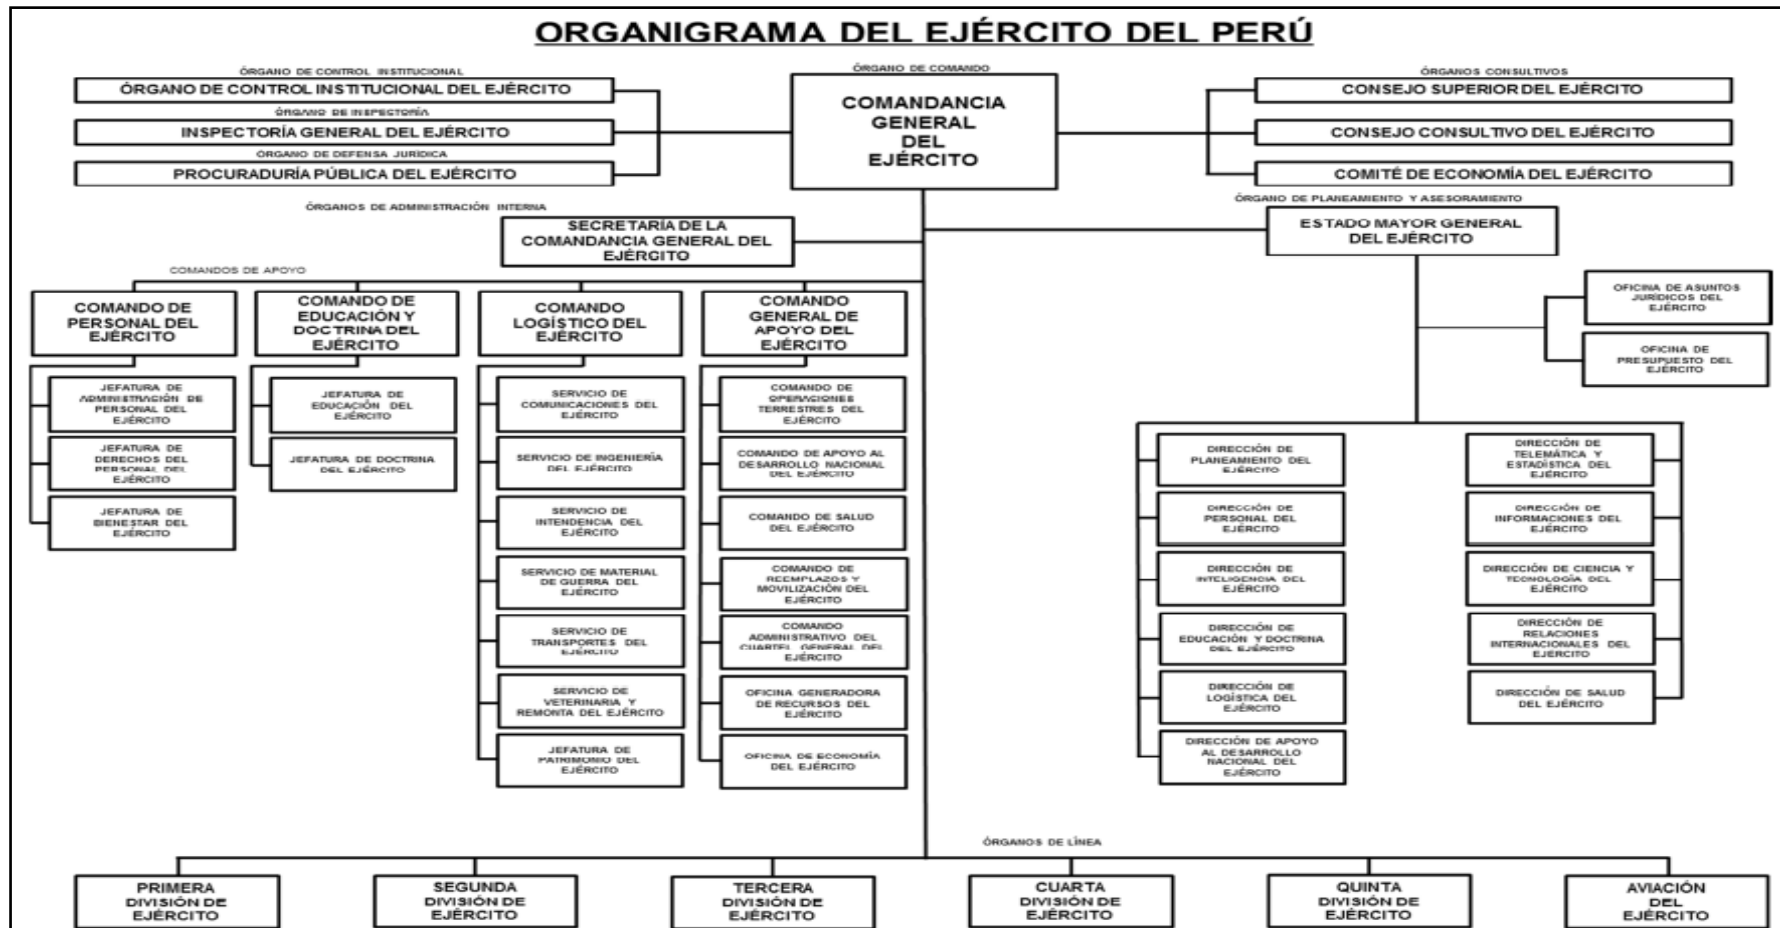 ORGANIGRAMA DEL EJÉRCITO DEL PERÚ
ÓRGANO DE CONTROL INSTITUCIONAL
ÓRGANO DE CONTROL INSTITUCIONAL DEL EJÉRCITO
ÓRGANO DE INSPECTORÍA
INSPECTORÍA GENERAL DEL EJÉRCITO
ÓRGANO DE DEFENSA JURÍDICA
PROCURADURÍA PÚBLICA DEL EJÉRCITO
ÓRGANO DE COMANDO
COMANDANCIA
GENERAL
DEL
EJÉRCITO
ÓRGANOS CONSULTIVOS
CONSEJO SUPERIOR DEL EJÉRCITO
CONSEJO CONSULTIVO DEL EJÉRCITO
COMITÉ DE ECONOMÍA DEL EJÉRCITO
ÓRGANOS DE ADMINISTRACIÓN INTERNA
SECRETARÍA DE LA
COMANDANCIA GENERAL DEL
EJÉRCITO
ÓRGANO DE PLANEAMIENTO Y ASESORAMIENTO
ESTADO MAYOR GENERAL
DEL EJÉRCITO
COMANDOS DE APOYO
COMANDO DE
PERSONAL DEL
EJÉRCITO
JEFATURA DE
ADMINISTRACIÓN DE
PERSONAL DEL
EJÉRCITO
JEFATURA DE
DERECHOS DEL
PERSONAL DEL
EJÉRCITO
JEFATURA DE
BIENESTAR DEL
EJÉRCITO
COMANDO DE
EDUCACIÓN Y
DOCTRINA DEL
EJÉRCITO
JEFATURA DE
EDUCACIÓN DEL
EJÉRCITO
JEFATURA DE DOCTRINA
DEL EJÉRCITO
COMANDO
LOGÍSTICO DEL
EJÉRCITO
SERVICIO DE
COMUNICACIONES DEL
EJÉRCITO
SERVICIO DE INGENIERÍA
DEL EJÉRCITO
SERVICIO DE
INTENDENCIA DEL
EJÉRCITO
SERVICIO DE MATERIAL
DE GUERRA DEL
EJÉRCITO
SERVICIO DE
TRANSPORTES DEL
EJÉRCITO
SERVICIO DE
VETERINARIA Y
REMONTA DEL EJÉRCITO
JEFATURA DE
PATRIMONIO DEL
EJÉRCITO
COMANDO
GENERAL DE
APOYO DEL
EJÉRCITO
COMANDO DE
OPERACIONES
TERRESTRES DEL
EJÉRCITO
COMANDO DE APOYO AL
DESARROLLO NACIONAL
DEL EJÉRCITO
COMANDO DE SALUD
DEL EJÉRCITO
COMANDO DE
REEMPLAZOS Y
MOVILIZACIÓN DEL
EJÉRCITO
COMANDO
ADMINISTRATIVO DEL
CUARTEL GENERAL DEL
EJÉRCITO
OFICINA GENERADORA
DE RECURSOS DEL
EJÉRCITO
OFICINA DE ECONOMÍA
DEL EJÉRCITO
OFICINA DE ASUNTOS
JURÍDICOS DEL
EJÉRCITO
OFICINA DE
PRESUPUESTO DEL
EJÉRCITO
DIRECCIÓN DE
PLANEAMIENTO DEL
EJÉRCITO
DIRECCIÓN DE
PERSONAL DEL
EJÉRCITO
DIRECCIÓN DE
INTELIGENCIA DEL
EJÉRCITO
DIRECCIÓN DE
EDUCACIÓN Y DOCTRINA
DEL EJÉRCITO
DIRECCIÓN DE
LOGÍSTICA DEL
EJÉRCITO
DIRECCIÓN DE APOYO
AL DESARROLLO
NACIONAL DEL
EJÉRCITO
DIRECCIÓN DE
TELEMÁTICA Y
ESTADÍSTICA DEL
EJÉRCITO
DIRECCIÓN DE
INFORMACIONES DEL
EJÉRCITO
DIRECCIÓN DE CIENCIA Y
TECNOLOGÍA DEL
EJÉRCITO
DIRECCIÓN DE
RELACIONES
INTERNACIONALES DEL
EJÉRCITO
DIRECCIÓN DE SALUD
DEL EJÉRCITO
ÓRGANOS DE LÍNEA
PRIMERA
DIVISIÓN DE
EJÉRCITO
SEGUNDA
DIVISIÓN DE
EJÉRCITO
TERCERA
DIVISIÓN DE
EJÉRCITO
CUARTA
DIVISIÓN DE
EJÉRCITO
QUINTA
DIVISIÓN DE
EJÉRCITO
AVIACIÓN
DEL
EJÉRCITO